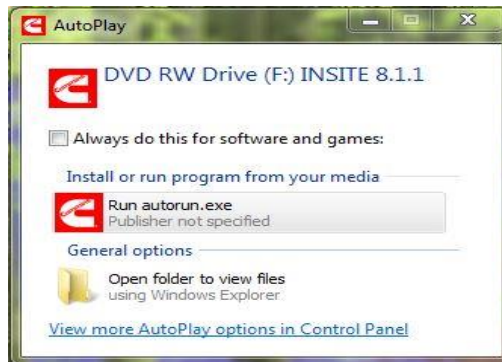 AutoPlay
DVD RW Drive (F:) INSITE 8.1.1
Always do this for software and games:
Install or run program from your media
Run autorun.exe
Publisher not specified
General options
Open folder to view files
using Windows Explorer
View more AutoPlay options in Control Panel